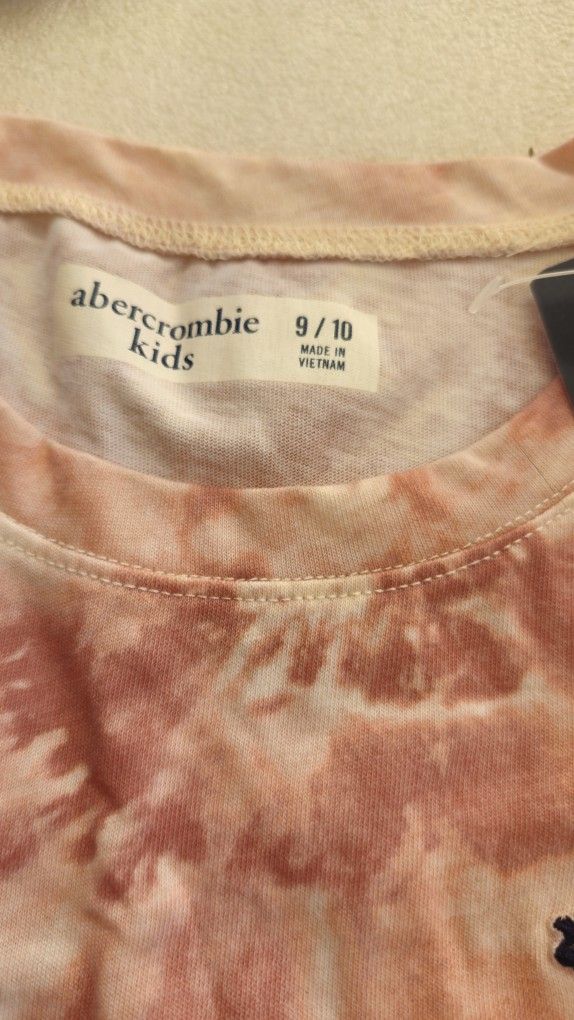 abercrombie
kids
9 / 10
MADE IN
VIETNAM